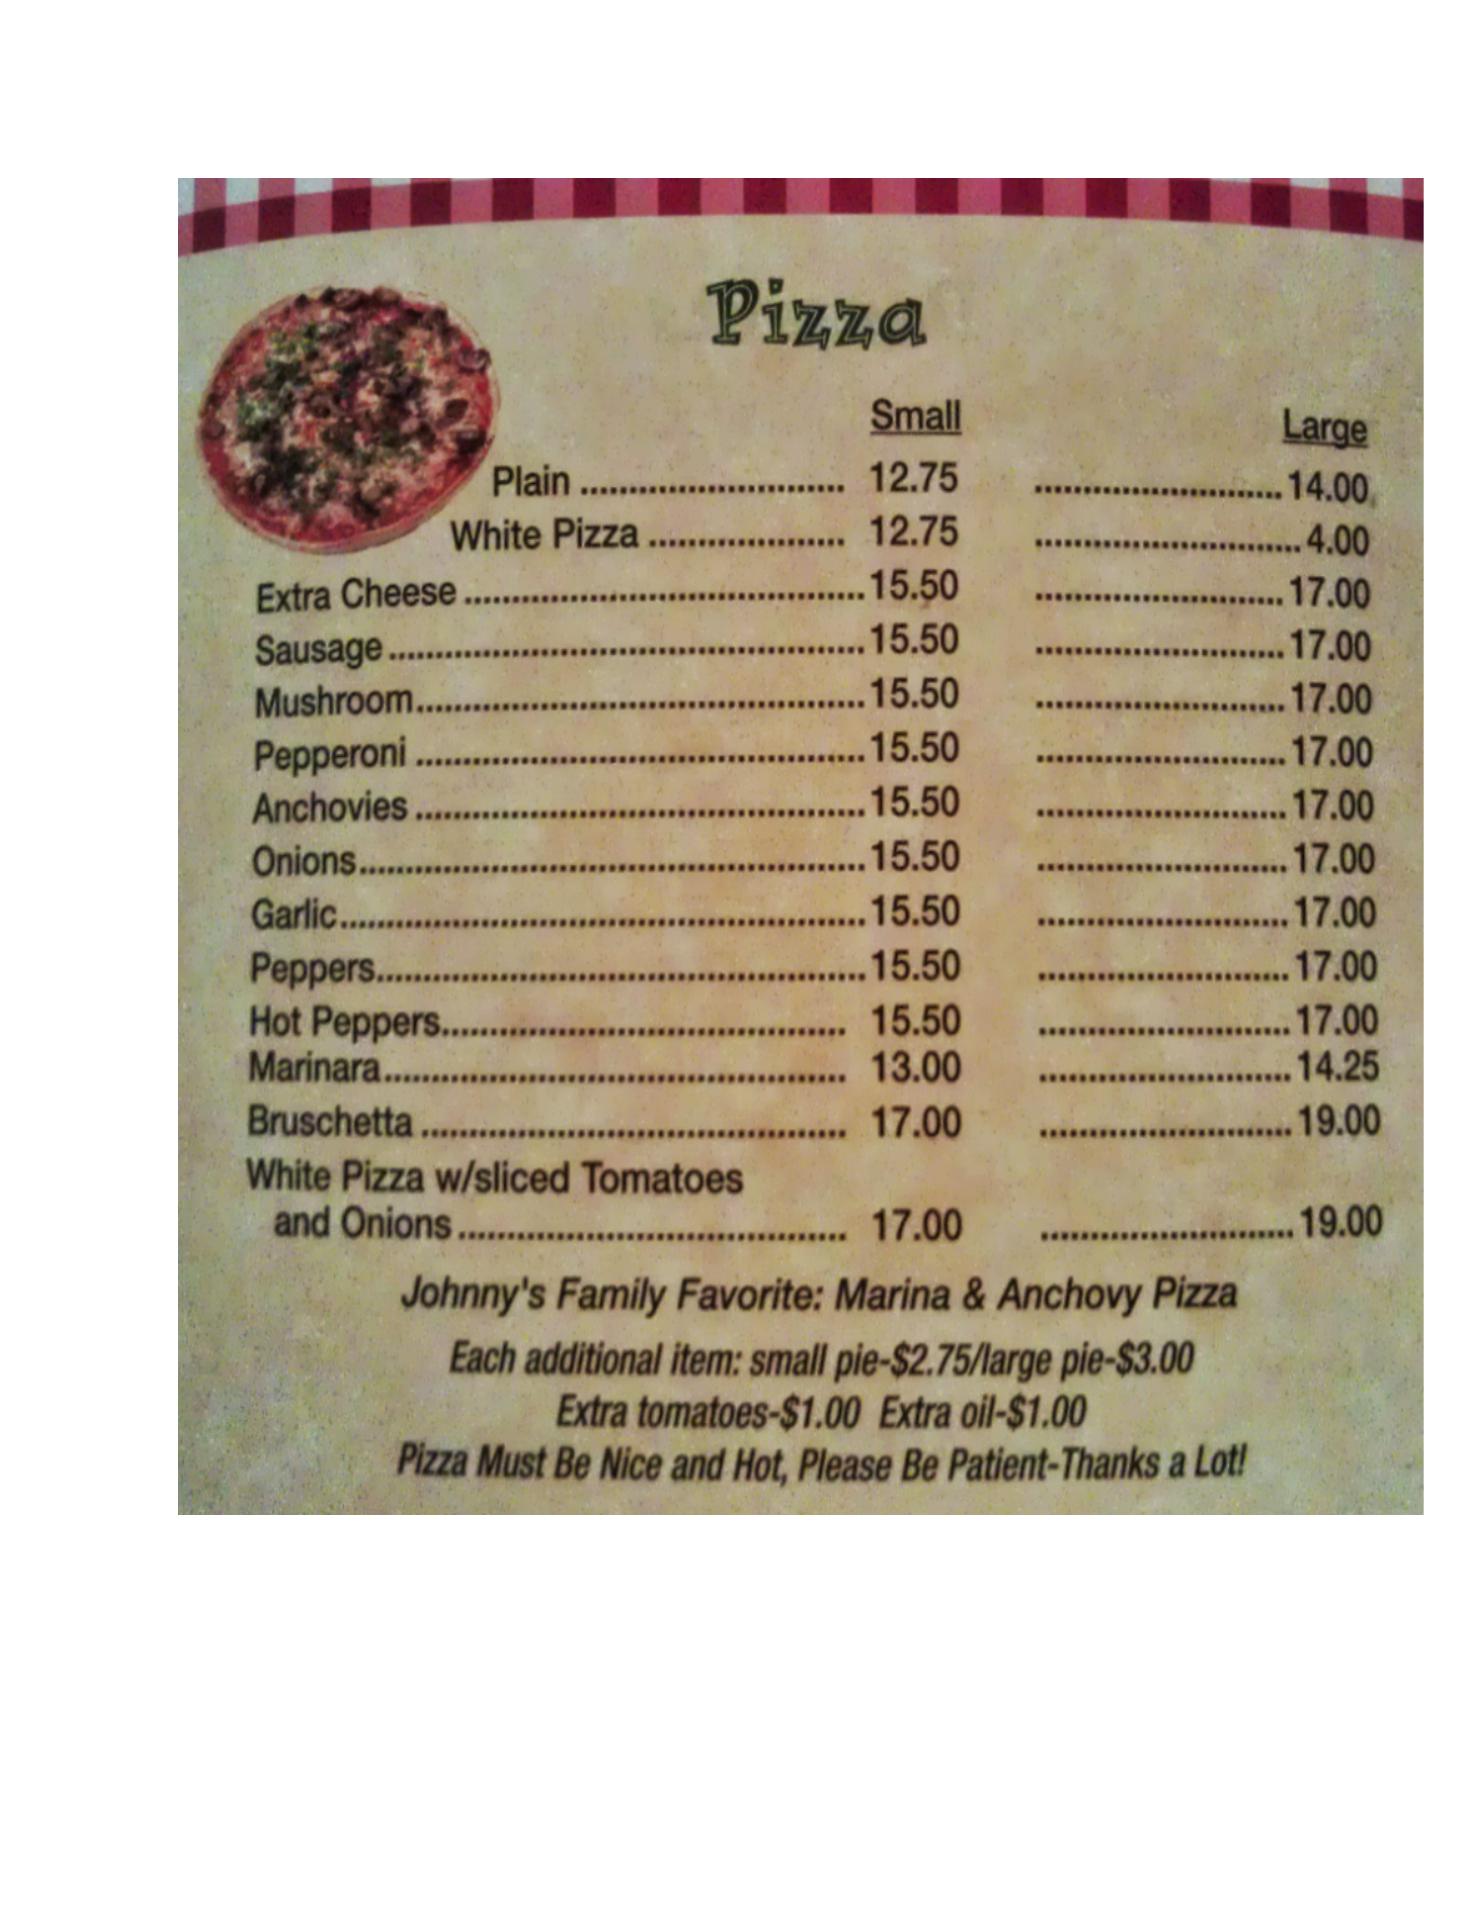 Pizza
Small Large
Plain ........................... 12.75 .......................... 14.00
White Pizza .................... 12.75 ........................... 4.00
Extra Cheese ......................................... 15.50 .......................... 17.00
Sausage ................................................. 15.50 .......................... 17.00
Mushroom.............................................. 15.50 .......................... 17.00
Pepperoni .............................................. 15.50 .......................... 17.00
Anchovies .............................................. 15.50 .......................... 17.00
Onions.................................................... 15.50 .......................... 17.00
Garlic...................................................... 15.50 .......................... 17.00
Peppers.................................................. 15.50 .......................... 17.00
Hot Peppers.......................................... 15.50 .......................... 17.00
Marinara................................................ 13.00 .......................... 14.25
Bruschetta ............................................ 17.00 .......................... 19.00
White Pizza w/sliced Tomatoes
and Onions ........................................ 17.00 .......................... 19.00
Johnny's Family Favorite: Marina & Anchovy Pizza
Each additional item: small pie-$2.75/large pie-$3.00
Extra tomatoes-$1.00 Extra oil-$1.00
Pizza Must Be Nice and Hot, Please Be Patient-Thanks a Lot!